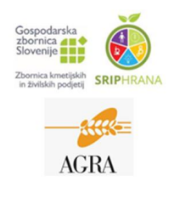 Gospodarska
zbornica
Slovenije
Zbornica kmetijskih
in živilskih podjetij
SRIPHRANA
AGRA